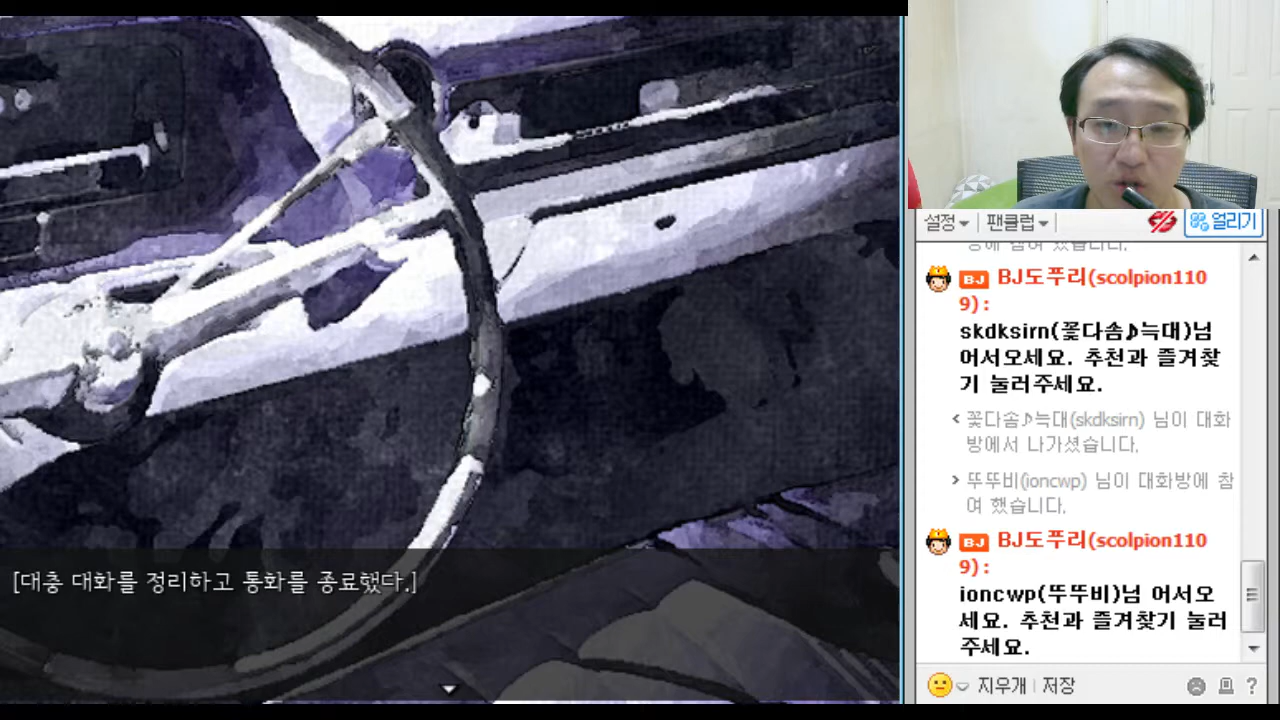 [대충 대화를 정리하고 통화를 종료했다.]
설정 팬클럽 얼리기
BJ BJ도푸리(scolpion110
9) :
skdksirn(꽃다솜♪늑대)님
어서오세요. 추천과 즐겨찾
기 눌러주세요.
< 꽃다솜♪늑대(skdksirn) 님이 대화
방에서 나가셨습니다.
> 뚜뚜비(ioncwp) 님이 대화방에 참
여 했습니다.
BJ BJ도푸리(scolpion110
9) :
ioncwp(뚜뚜비)님 어서오
세요. 추천과 즐겨찾기 눌러
주세요.
지우개 저장 ?